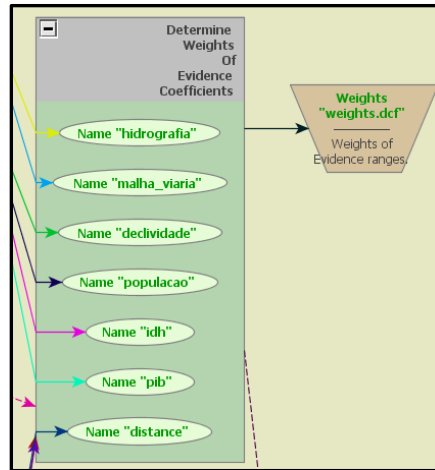 Determine
Weights
Of
Evidence
Coefficients
Name "hidrografia"
Name "malha_viaria"
Name "declividade"
Name "populacao"
Name "idh"
Name "pib"
Name "distance"
Weights
"weights.dcf"
Weights of
Evidence ranges.